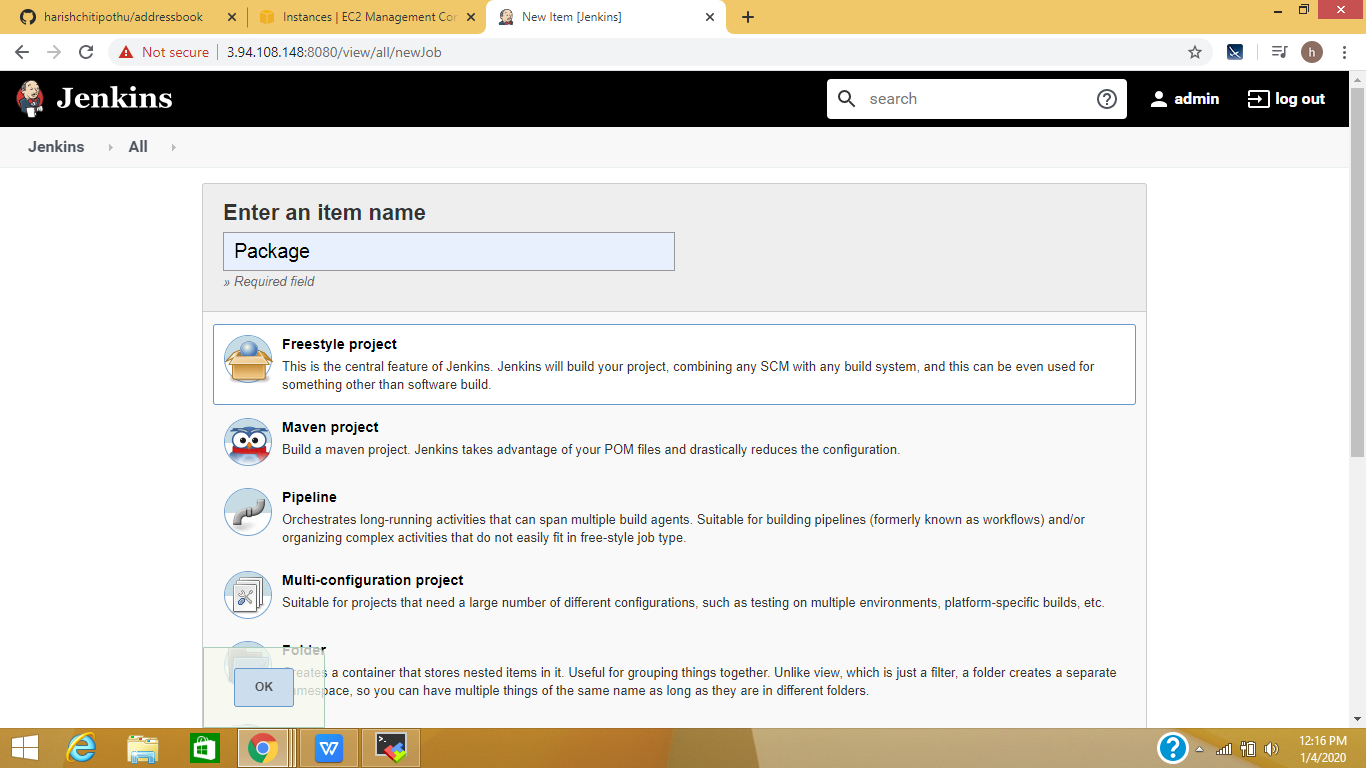 harishchitipothu/addressbook
Instances | EC2 Management Con
New Item [Jenkins]
Not secure
3.94.108.148:8080/view/all/newJob
h
Jenkins
search
admin
log out
Jenkins
All
Enter an item name
Package
» Required field
Freestyle project
This is the central feature of Jenkins. Jenkins will build your project, combining any SCM with any build system, and this can be even used for
something other than software build.
Maven project
Build a maven project. Jenkins takes advantage of your POM files and drastically reduces the configuration.
Pipeline
Orchestrates long-running activities that can span multiple build agents. Suitable for building pipelines (formerly known as workflows) and/or
organizing complex activities that do not easily fit in free-style job type.
Multi-configuration project
Suitable for projects that need a large number of different configurations, such as testing on multiple environments, platform-specific builds, etc.
Folder
Creates a container that stores nested items in it. Useful for grouping things together. Unlike view, which is just a filter, a folder creates a separate
namespace, so you can have multiple things of the same name as long as they are in different folders.
OK
12:16 PM
1/4/2020